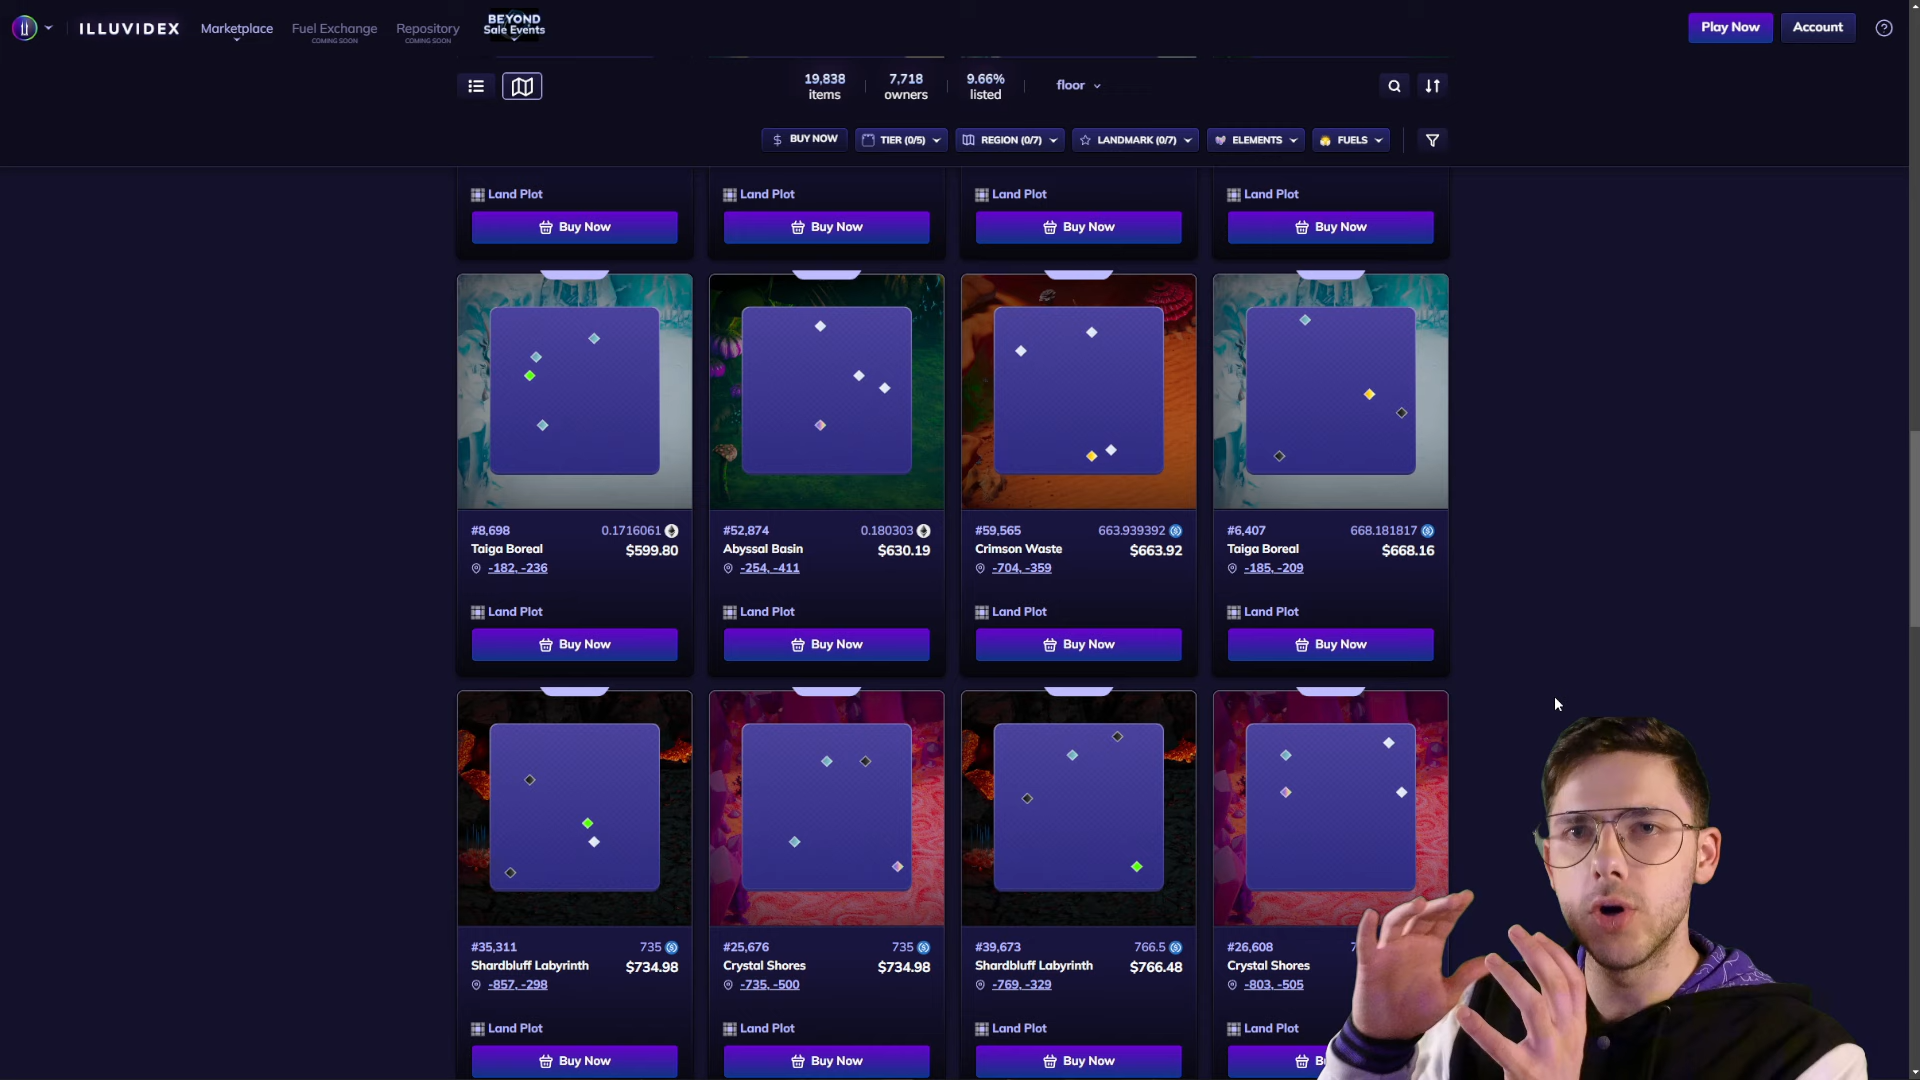 ILLUVIDEX
Marketplace
Fuel Exchange
COMING SOON
Repository
COMING SOON
BEYOND
Sale Events
Play Now
Account
19,838
items
7,718
owners
9.66%
listed
floor
$ BUY NOW
TIER (0/5)
REGION (0/7)
LANDMARK (0/7)
ELEMENTS
FUELS
Land Plot
Land Plot
Land Plot
Land Plot
Buy Now
Buy Now
Buy Now
Buy Now
#8,698 0.1716061
Taiga Boreal $599.80
-182, -236
Land Plot
Buy Now
#52,874 0.180303
Abyssal Basin $630.19
-254, -411
Land Plot
Buy Now
#59,565 663.939392
Crimson Waste $663.92
-704, -359
Land Plot
Buy Now
#6,407 668.181817
Taiga Boreal $668.16
-185, -209
Land Plot
Buy Now
#35,311 735
Shardbluff Labyrinth $734.98
-857, -298
Land Plot
Buy Now
#25,676 735
Crystal Shores $734.98
-735, -500
Land Plot
Buy Now
#39,673 766.5
Shardbluff Labyrinth $766.48
-769, -329
Land Plot
Buy Now
#26,608
Crystal Shores
-803, -505
Land Plot